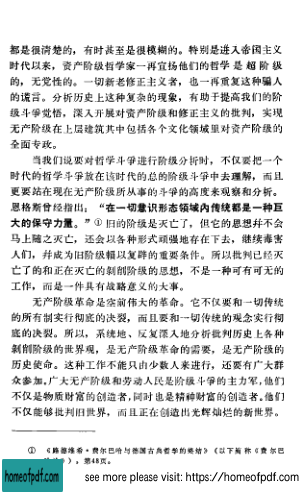 都是很清楚的，有时甚至是很模糊的。特别是进入帝国主义
时代以来，资产阶级哲学家一再宣扬他们的哲学是超阶级
的，无党性的。一切新老修正主义者，也一再重复这种骗人
的谎言。分析历史上这种复杂的现象，有助于提高我们的阶
级斗争觉悟，深入开展对资产阶级和修正主义的批判，实现
无产阶级在上层建筑其中包括各个文化领域里对资产阶级的
全面专政。
当我们说要对哲学斗争进行阶级分析时，不仅要把一个
时代的哲学斗争放在该时代的总的阶级斗争中去理解，而且
更要站在现在无产阶级所从事的斗争的高度来观察和分析。
恩格斯曾经指出：“在一切意识形态领域内传统都是一种巨
大的保守力量。”①旧的阶级是灭亡了，但它的思想并不会
马上随之灭亡，还会以各种形式顽强地存在下去，继续毒害
人们，并成为旧阶级复辟的重要条件。所以批判已经灭
亡了的和正在灭亡的剥削阶级的思想，不是一种可有可无的
工作，而是一件具有战略意义的大事。
无产阶级革命是空前伟大的革命。它不仅要和一切传统
的所有制实行彻底的决裂，而且要和一切传统的观念实行彻
底的决裂。所以，系统地、反复深入地分析批判历史上各种
剥削阶级的世界观，是无产阶级革命的需要，是无产阶级的
历史使命。这种工作不能只由少数人来进行，还要有广大群
众参加。广大无产阶级和劳动人民是阶级斗争的主力军，他们
不仅是物质财富的创造者，同时也是精神财富的创造者。他们
不仅能够批判旧世界，而且正在创造出光辉灿烂的新世界。
① 《路德维希·费尔巴哈与德国古典哲学的终结》（以下简称《费尔巴
第48页。
homeofpdf.com
see more please visit: https://homeofpdf.com